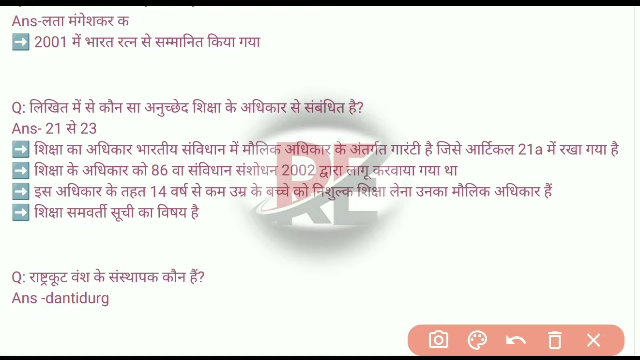 Ans-लता मंगेशकर क
➡️ 2001 में भारत रत्न से सम्मानित किया गया
Q: लिखित में से कौन सा अनुच्छेद शिक्षा के अधिकार से संबंधित है?
Ans- 21 से 23
➡️ शिक्षा का अधिकार भारतीय संविधान में मौलिक अधिकार के अंतर्गत गारंटी है जिसे आर्टिकल 21a में रखा गया है
➡️ शिक्षा के अधिकार को 86 वा संविधान संशोधन 2002 द्वारा लागू करवाया गया था
➡️ इस अधिकार के तहत 14 वर्ष से कम उम्र के बच्चे को निशुल्क शिक्षा लेना उनका मौलिक अधिकार हैं
➡️ शिक्षा समवर्ती सूची का विषय है
Q: राष्ट्रकूट वंश के संस्थापक कौन हैं?
Ans -dantidurg